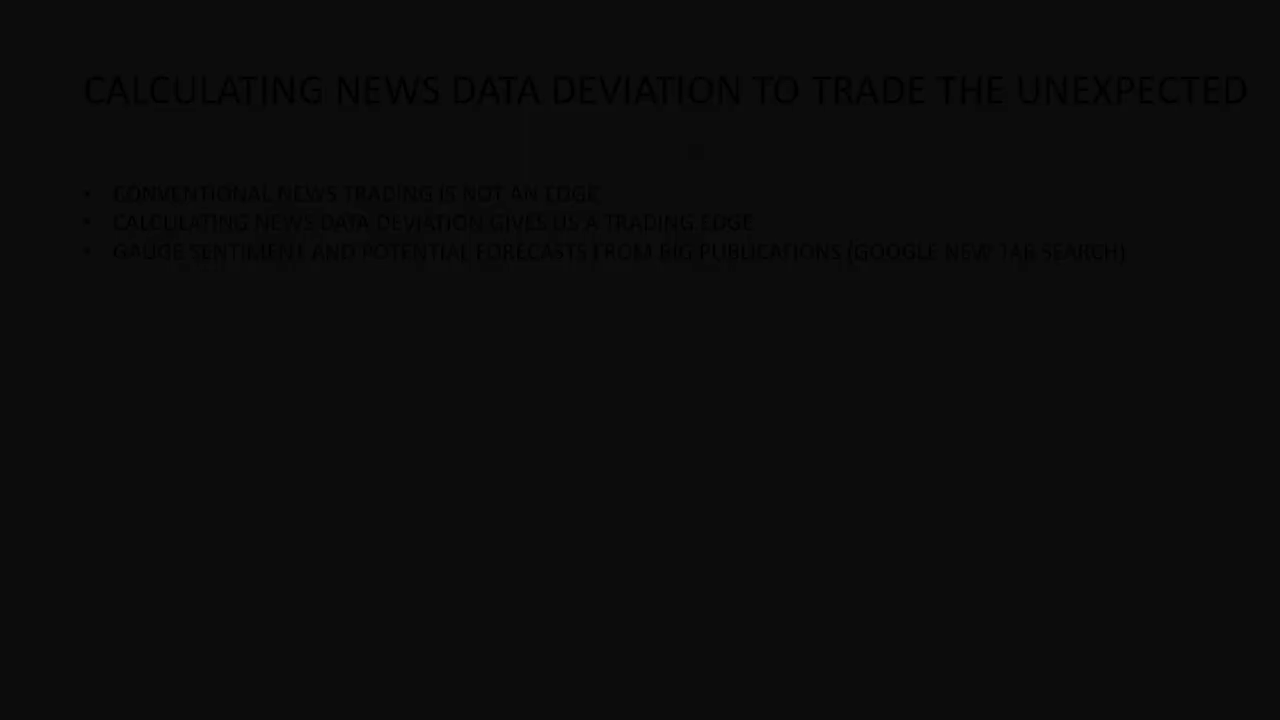 CALCULATING NEWS DATA DEVIATION TO TRADE THE UNEXPECTED
• CONVENTIONAL NEWS TRADING IS NOT AN EDGE
• CALCULATING NEWS DATA DEVIATION GIVES US A TRADING EDGE
• GAUGE SENTIMENT AND POTENTIAL FORECASTS FROM BIG PUBLICATIONS (GOOGLE NEW TAB SEARCH)